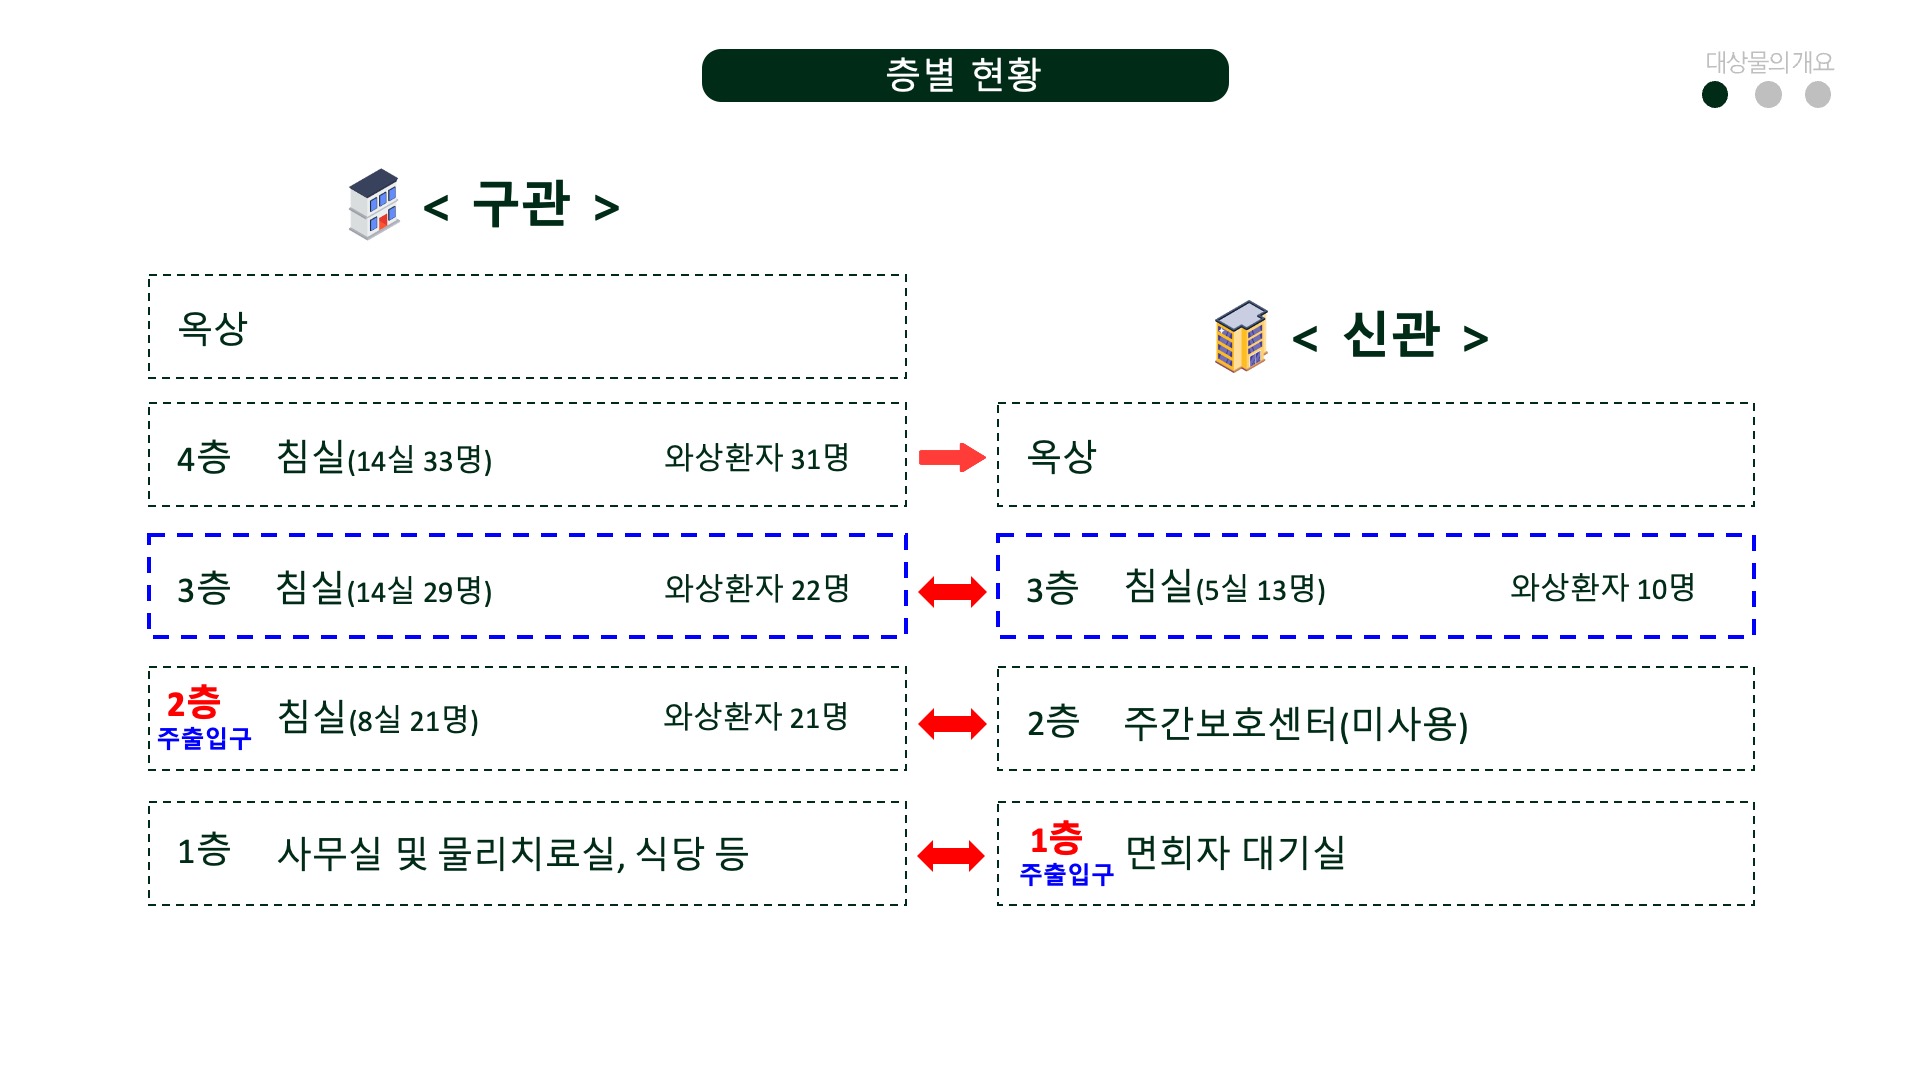 층별 현황
대상물의개요
< 구관 >
옥상
4층 침실(14실 33명) 와상환자 31명
3층 침실(14실 29명) 와상환자 22명
2층
주출입구
침실(8실 21명) 와상환자 21명
1층 사무실 및 물리치료실, 식당 등
< 신관 >
옥상
3층 침실(5실 13명) 와상환자 10명
2층 주간보호센터(미사용)
1층
주출입구
면회자 대기실